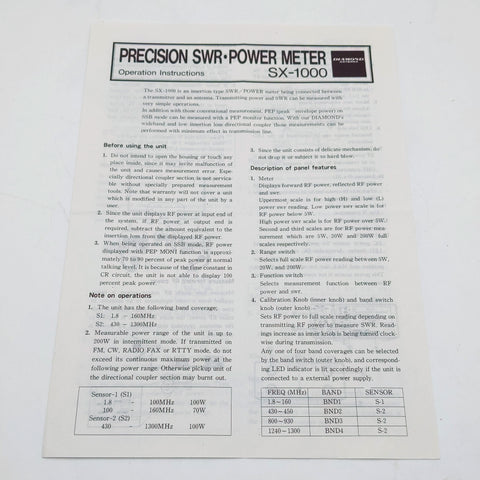 PRECISION SWR·POWER METER
Operation Instructions
SX-1000
DIAMOND
ANTENNA
The SX-1000 is an insertion type SWR·POWER meter being connected between
a transmitter and an antenna. Transmitting power and SWR can be measured with
very simple operations.
In addition with those conventional measurement, PEP (peak envelope power) on
SSB mode can be measured with a PEP monitor function. With our DIAMOND's
wideband and low insertion loss directional coupler those measurements can be
performed with minimum effect in transmission line.
Before using the unit
1. Do not intend to open the housing or touch any
place inside, since it may invite malfunction of
the unit and causes measurement error. Espe-
cially directional coupler section is not servica-
ble without specially prepared measurement
tools. Note that warranty will not cover a unit
which is modified in any part of the unit by a
user.
2. Since the unit displays RF power at input end of
the system, if RF power at output end is
required, subtract the amount equivalent to the
insertion loss from the displayed RF power.
3. When being operated on SSB mode, RF power
displayed with PEP MONI function is approxi-
mately 70 to 90 percent of peak power at normal
talking level. It is because of the time constant in
CR circuit, the unit is not able to display 100
percent peak power.
Note on operations
1. The unit has the following band coverage.
S1: 1.8 - 160MHz
S2: 430 - 1300MHz
2. Measurable power range of the unit is up to
200W in intermittent mode. If transmitted on
FM, CW, RADIO FAX or RTTY mode, do not
exceed its continuous maximum power at the
following power range. Otherwise pickup unit of
the directional coupler section may burn out.
Sensor-1 (S1)
1.8 - 100MHz 100W
100 - 160MHz 70W
Sensor-2 (S2)
430 - 1300MHz 100W
3. Since the unit consists of delicate mechanism, do
not drop it or subject it to hard blow.
Description of panel features
1. Meter
Displays forward RF power, reflected RF power
and swr.
Uppermost scale is for high (H) and low (L)
power swr reading. Low power swr scale is for
RF power below 5W.
High power swr scale is for RF power over 5W.
Second and third scales are for RF power mea-
surement which are 5W, 20W and 200W full
scales respectively.
2. Range switch
Selects full scale RF power reading between 5W,
20W, and 200W.
3. Function switch
Selects measurement function between RF
power and swr.
4. Calibration Knob (inner knob) and band switch
knob (outer knob)
Sets RF power to full scale reading depending on
transmitting RF power to measure SWR. Read-
ings increase as inner knob is being turned clock-
wise during transmission.
Any one of four band coverages can be selected
by the band switch (outer knob), and correspond-
ing LED indicator is lit accordingly if the unit is
connected to a external power supply.
FREQ (MHz) BAND SENSOR
1.8~160 BND1 S-1
430~450 BND2 S-2
800~930 BND3 S-2
1240~1300 BND4 S-2